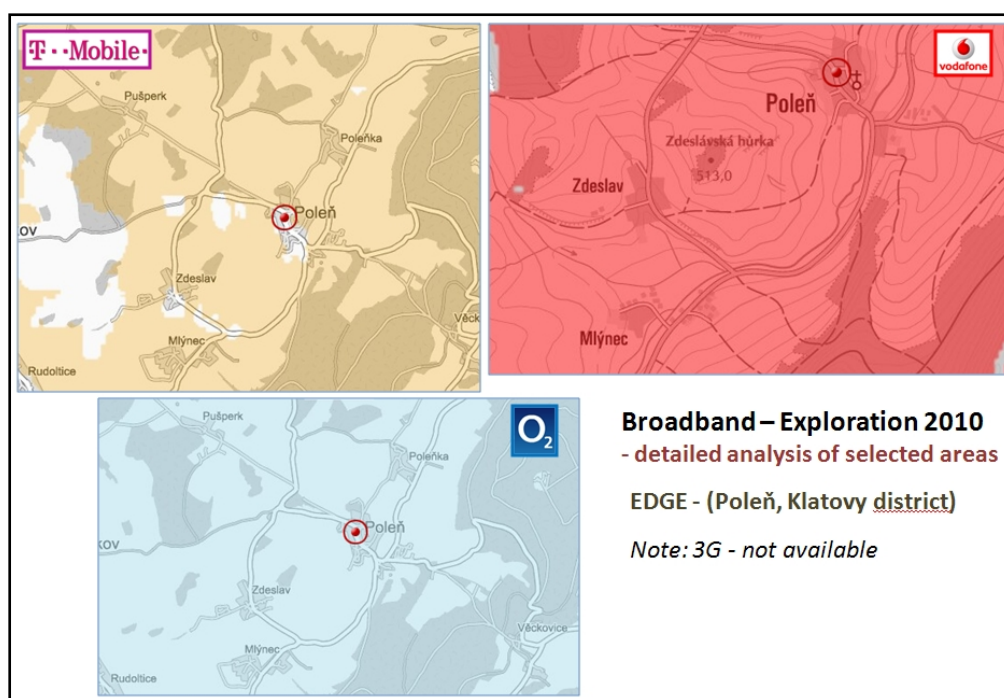 T··Mobile·
Pušperk
Poleňka
ov
Poleň
Zdeslav
Mlýnec
Věck
Rudoltice
vodafone
Poleň
Zdeslávská hůrka
513,0
Zdeslav
Mlýnec
O2
Pušperk
Poleňka
kov
Poleň
Zdeslav
Věckovice
Mlýnec
Rudoltice
Broadband – Exploration 2010
- detailed analysis of selected areas
EDGE - (Poleň, Klatovy district)
Note: 3G - not available